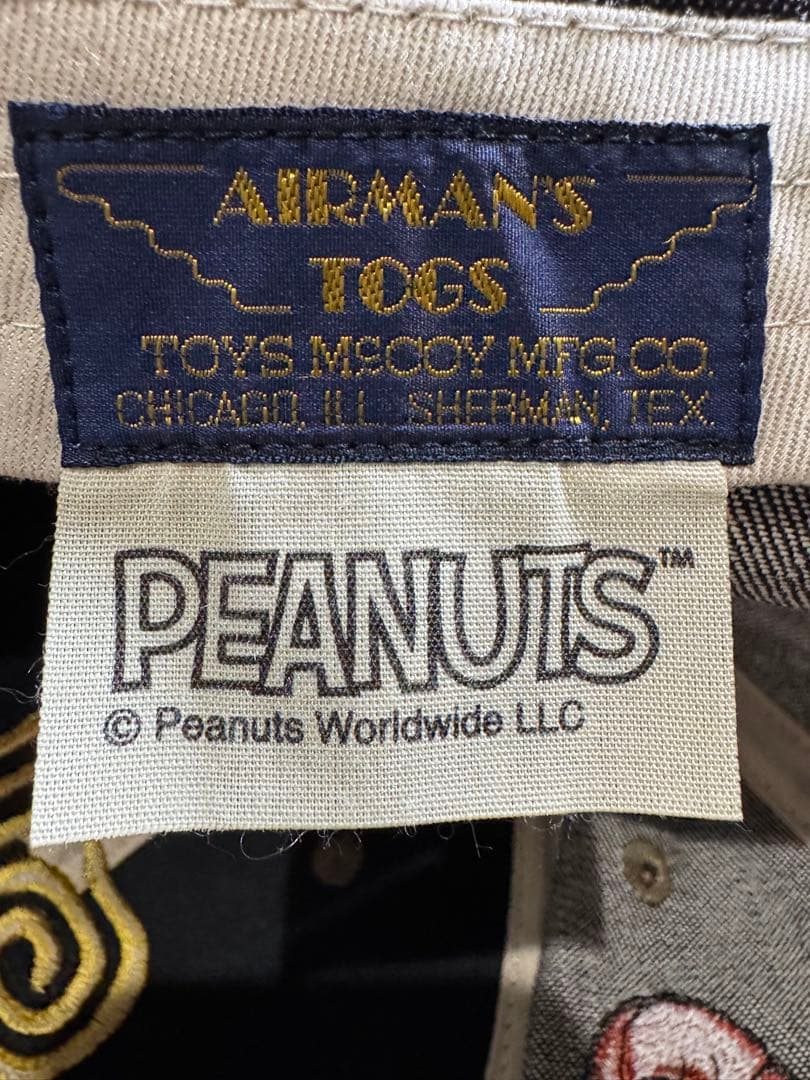 AIRMAN'S
TOGS
TOYS McCOY MFG.CO.
CHICAGO, ILL. SHERMAN, TEX.
PEANUTS™
© Peanuts Worldwide LLC